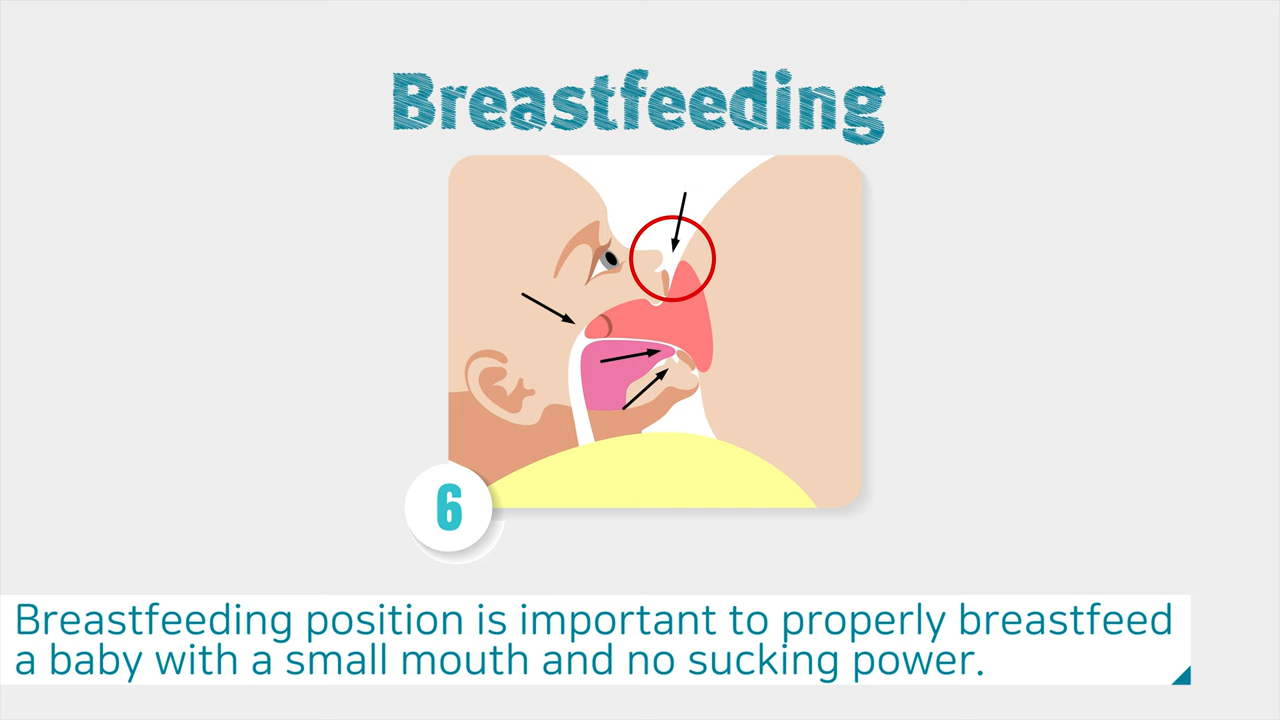 Breastfeeding
6
Breastfeeding position is important to properly breastfeed
a baby with a small mouth and no sucking power.